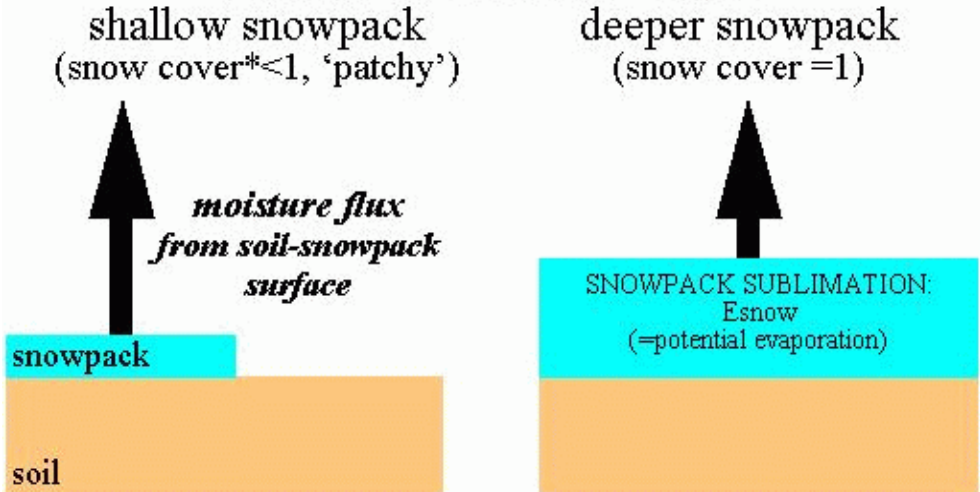 shallow snowpack
(snow cover*<1, ‘patchy’)
moisture flux
from soil-snowpack
surface
snowpack
soil
deeper snowpack
(snow cover =1)
SNOWPACK SUBLIMATION:
Esnow
(=potential evaporation)